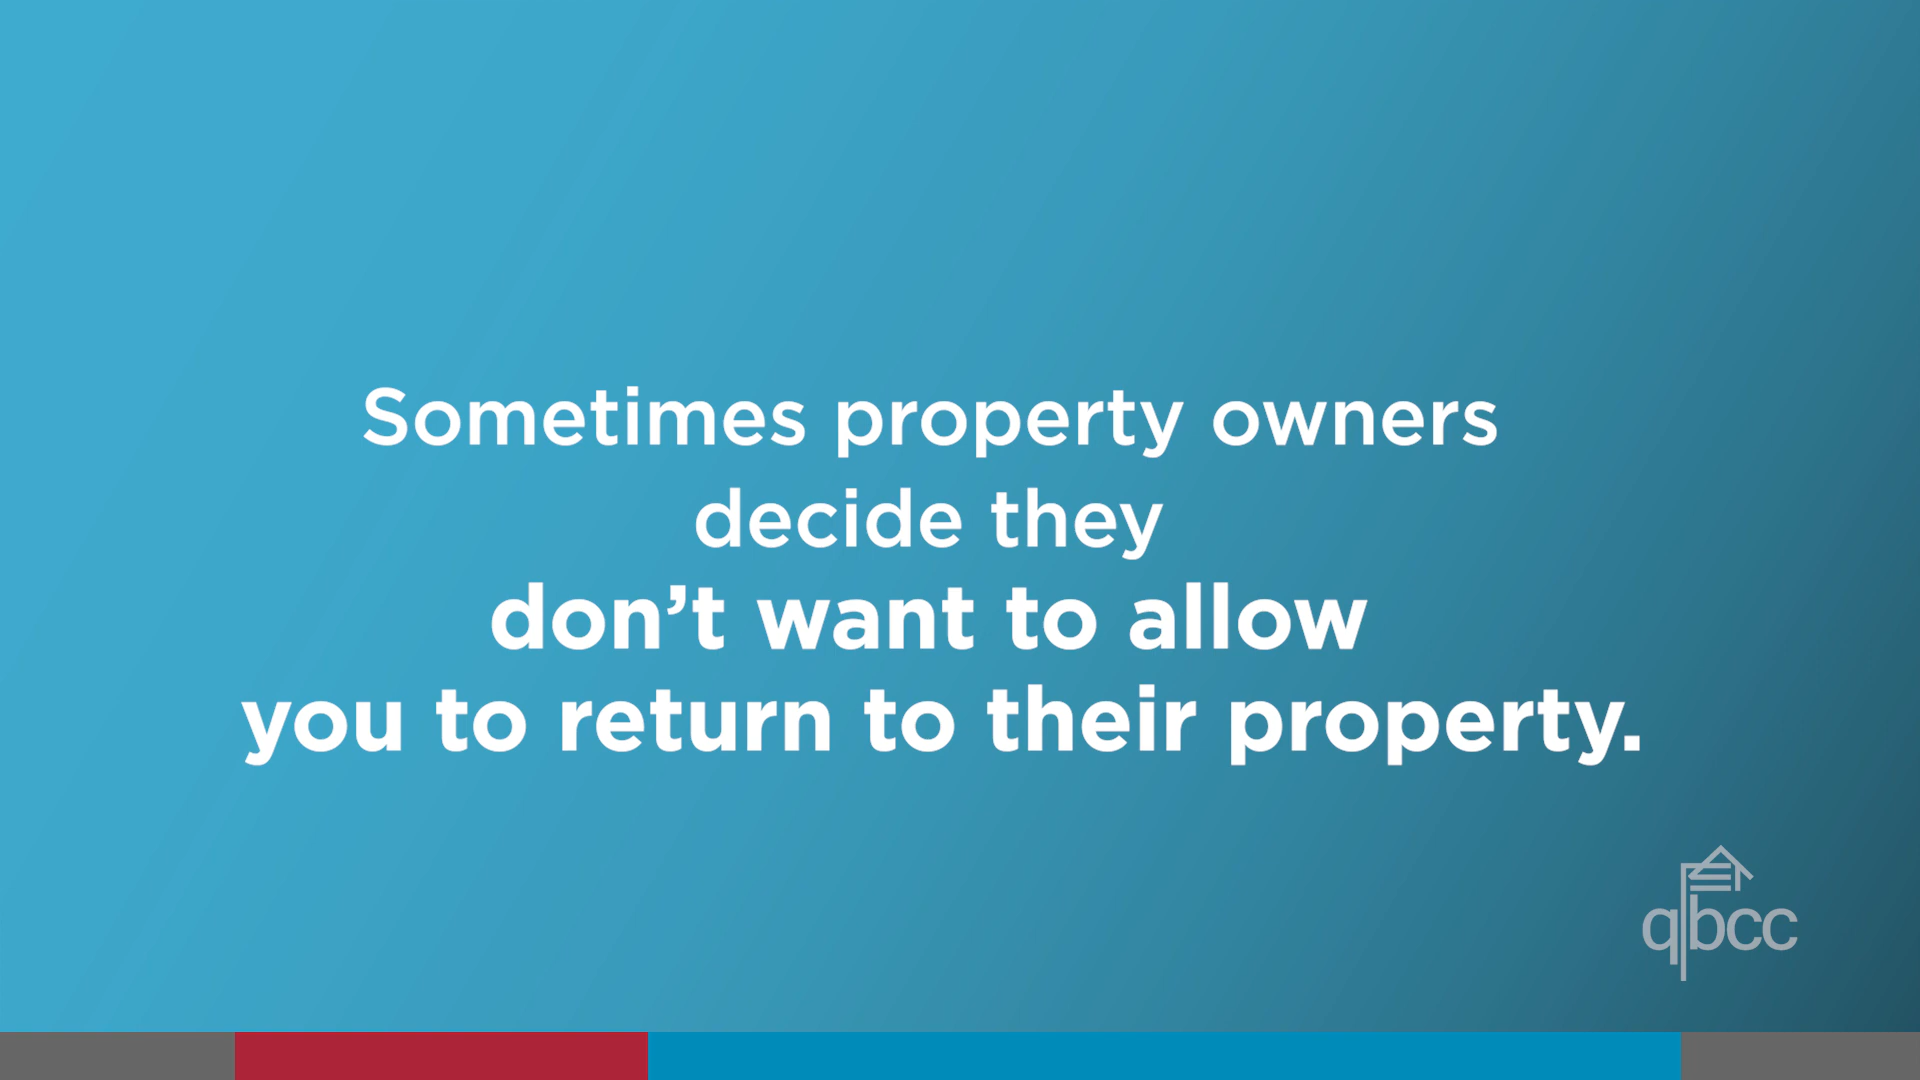 Sometimes property owners
decide they
don’t want to allow
you to return to their property.
qbcc